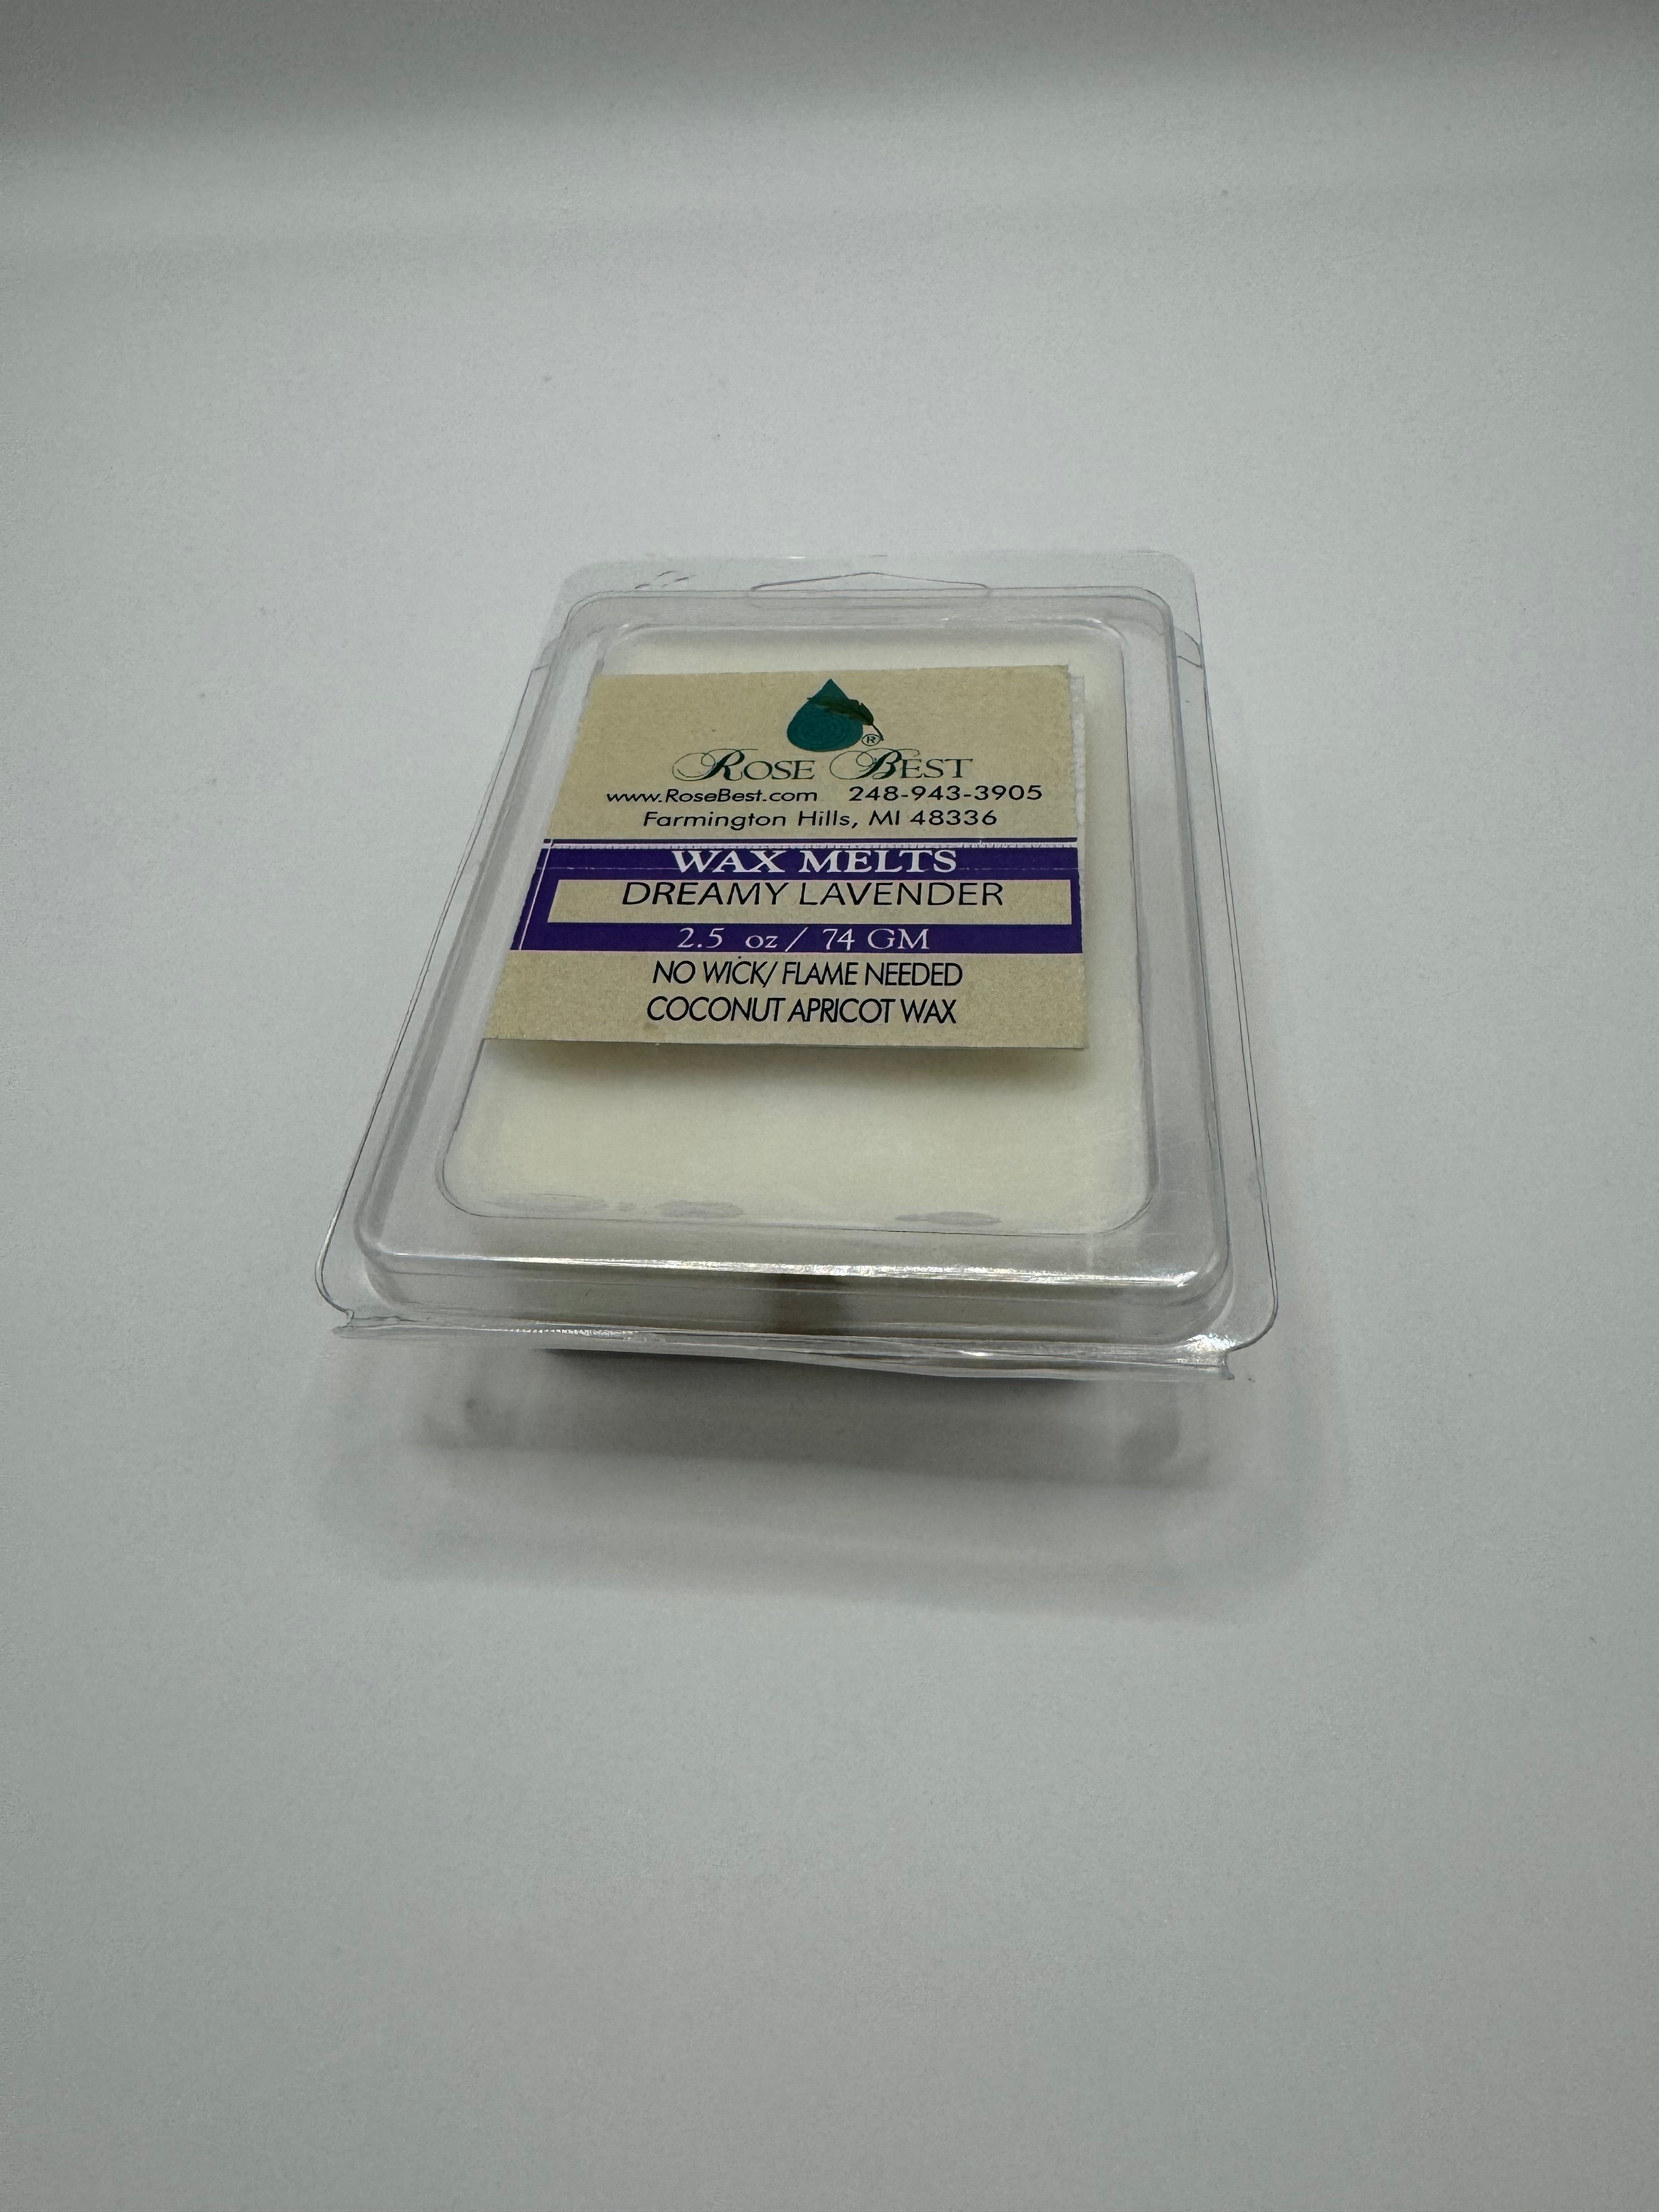 ®
Rose Best
www.RoseBest.com 248-943-3905
Farmington Hills, MI 48336
WAX MELTS
DREAMY LAVENDER
2.5 oz / 74 GM
NO WICK/ FLAME NEEDED
COCONUT APRICOT WAX